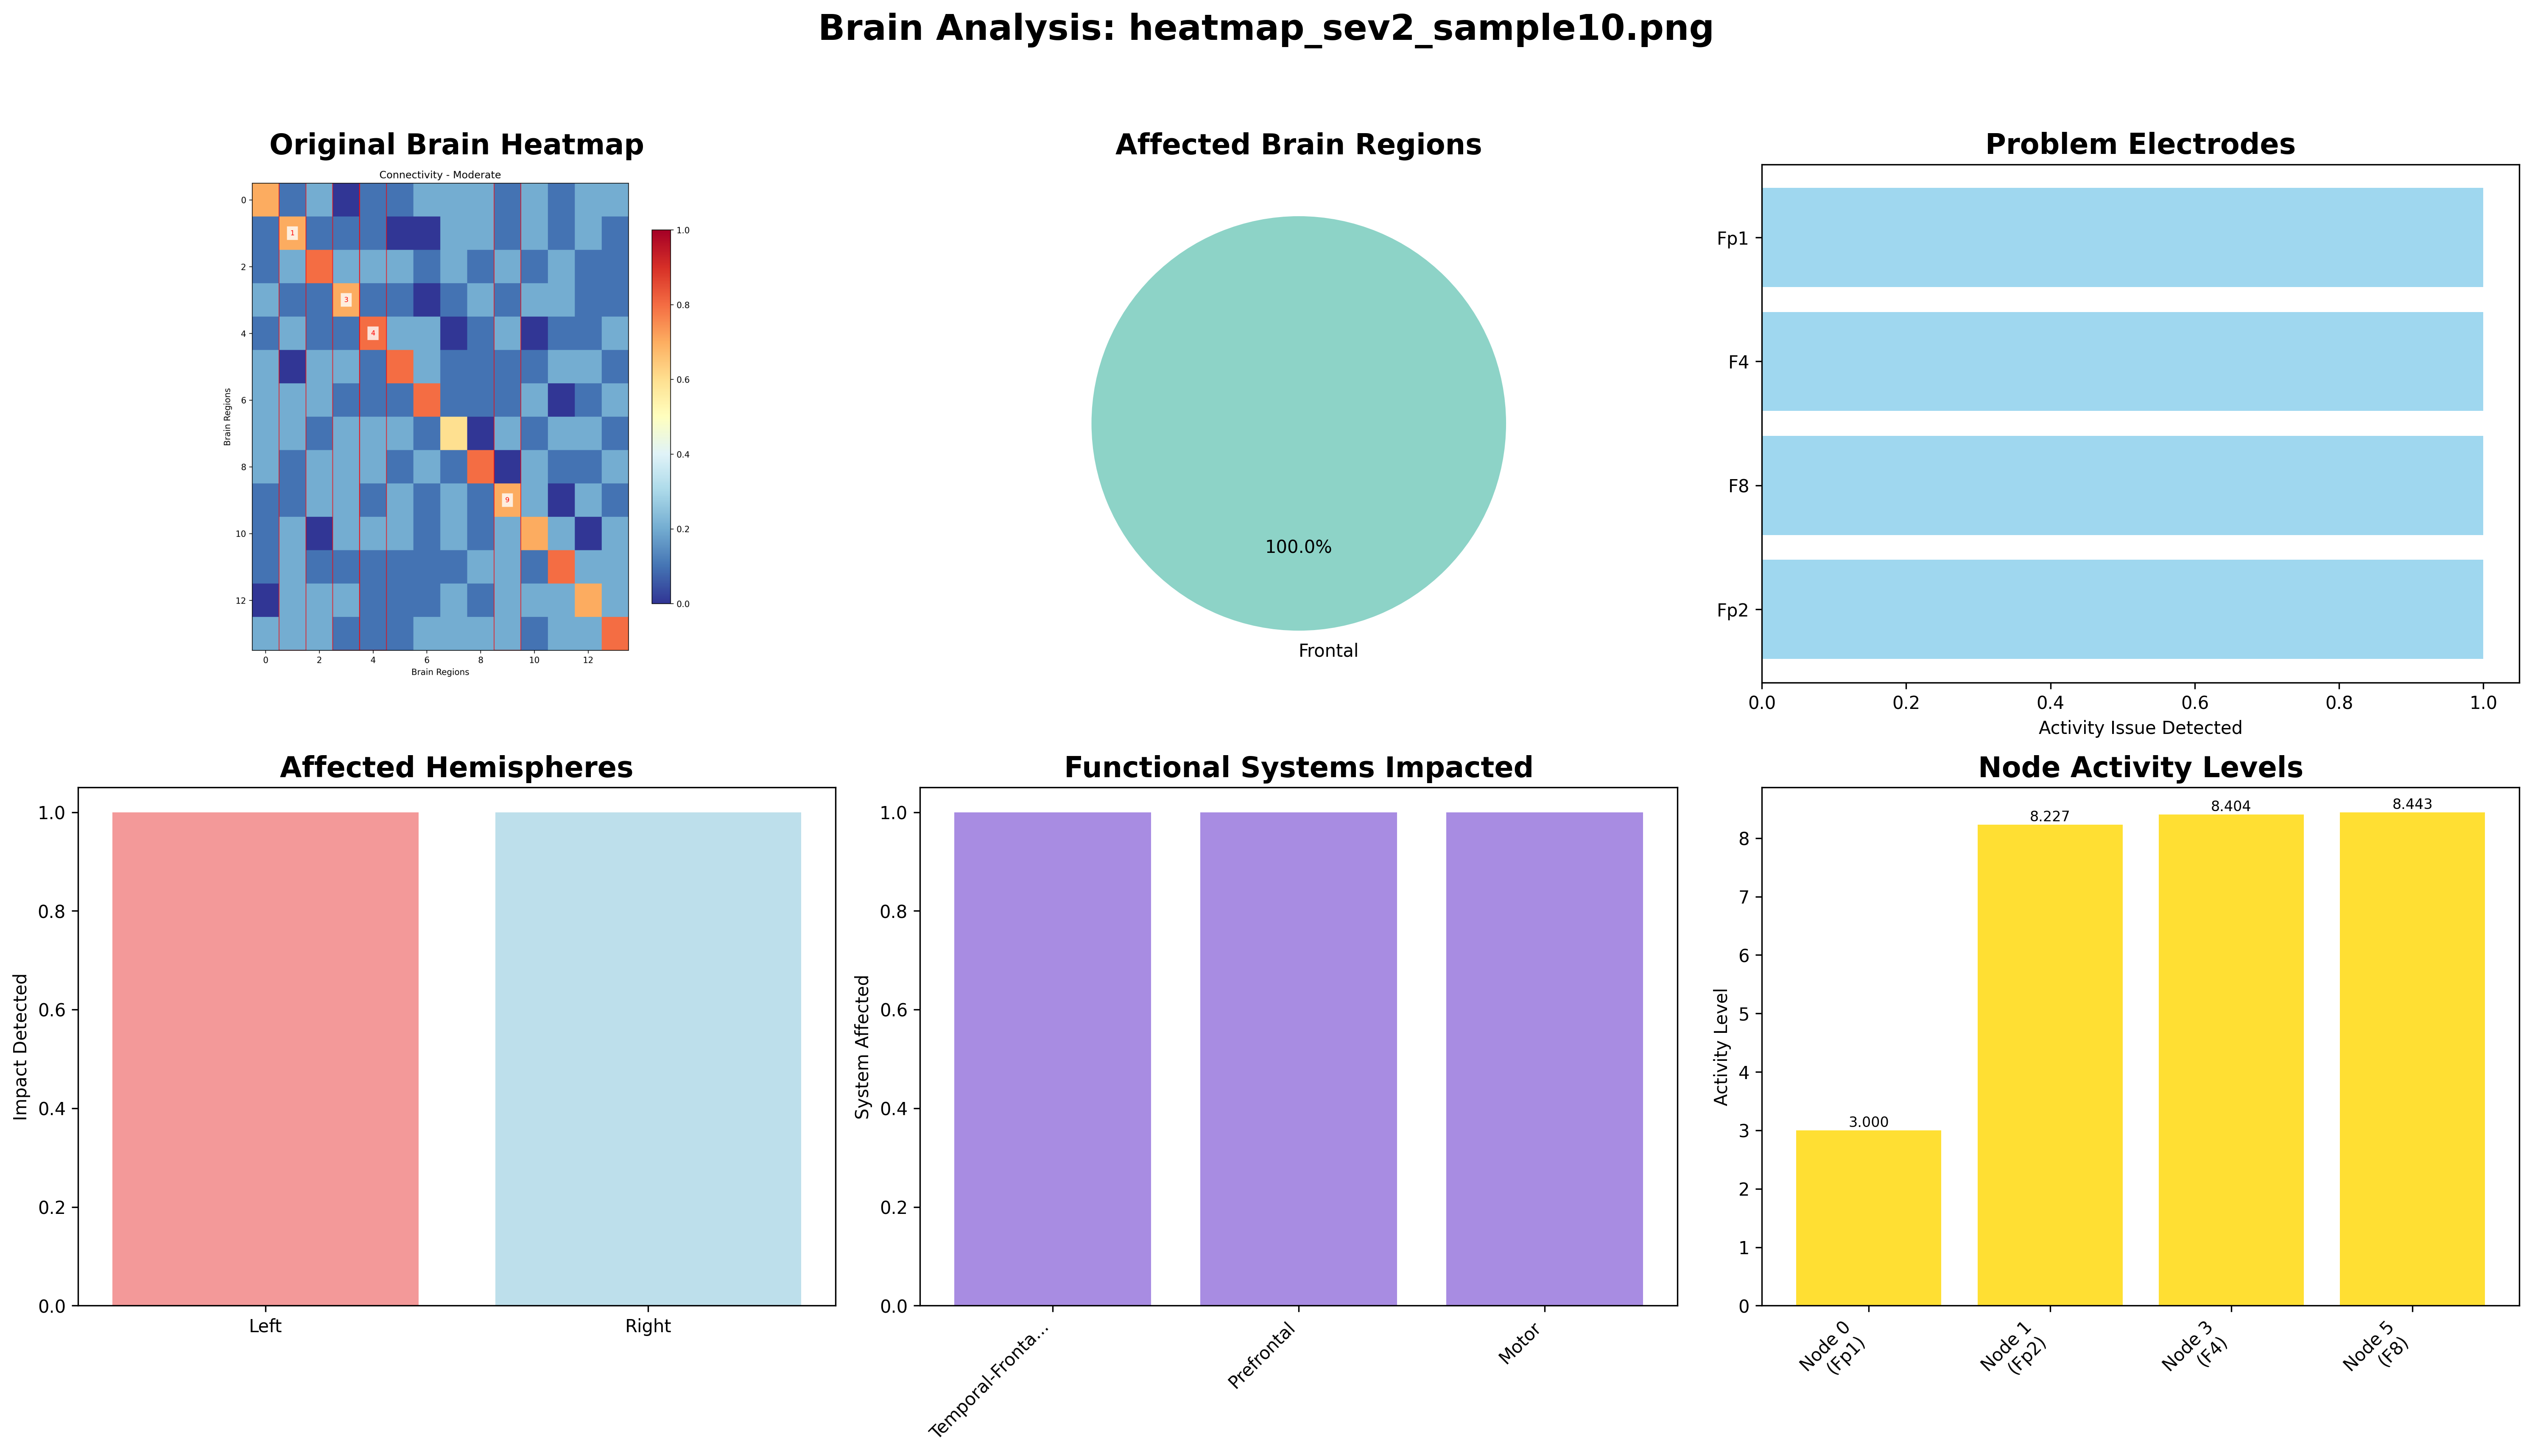 Brain Analysis: heatmap_sev2_sample10.png
Original Brain Heatmap
Connectivity - Moderate
0
2
4
6
8
10
12
Brain Regions
1
3
4
9
0 2 4 6 8 10 12
Brain Regions
1.0
0.8
0.6
0.4
0.2
0.0
Affected Brain Regions
100.0%
Frontal
Problem Electrodes
Fp1
F4
F8
Fp2
0.0 0.2 0.4 0.6 0.8 1.0
Activity Issue Detected
Affected Hemispheres
Impact Detected
1.0
0.8
0.6
0.4
0.2
0.0
Left Right
Functional Systems Impacted
System Affected
1.0
0.8
0.6
0.4
0.2
0.0
Temporal-Fronta...
Prefrontal
Motor
Node Activity Levels
Activity Level
8
7
6
5
4
3
2
1
0
3.000
8.227
8.404
8.443
Node 0
(Fp1)
Node 1
(Fp2)
Node 3
(F4)
Node 5
(F8)